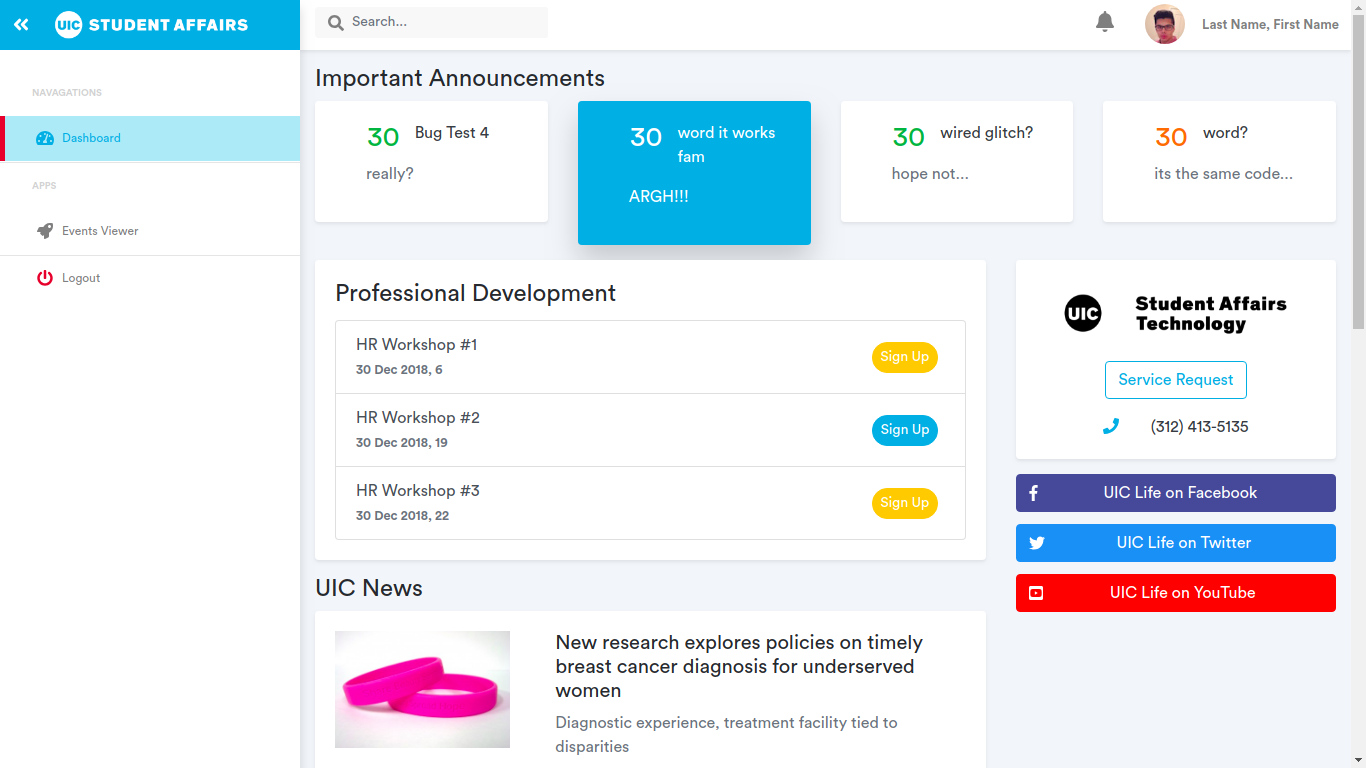 UIC STUDENT AFFAIRS
Search...
Last Name, First Name
NAVAGATIONS
Dashboard
APPS
Events Viewer
Logout
Important Announcements
30 Bug Test 4
really?
30 word it works
fam
ARGH!!!
30 wired glitch?
hope not...
30 word?
its the same code...
Professional Development
HR Workshop #1
30 Dec 2018, 6
Sign Up
HR Workshop #2
30 Dec 2018, 19
Sign Up
HR Workshop #3
30 Dec 2018, 22
Sign Up
UIC Student Affairs
Technology
Service Request
(312) 413-5135
UIC Life on Facebook
UIC Life on Twitter
UIC Life on YouTube
UIC News
New research explores policies on timely
breast cancer diagnosis for underserved
women
Diagnostic experience, treatment facility tied to
disparities